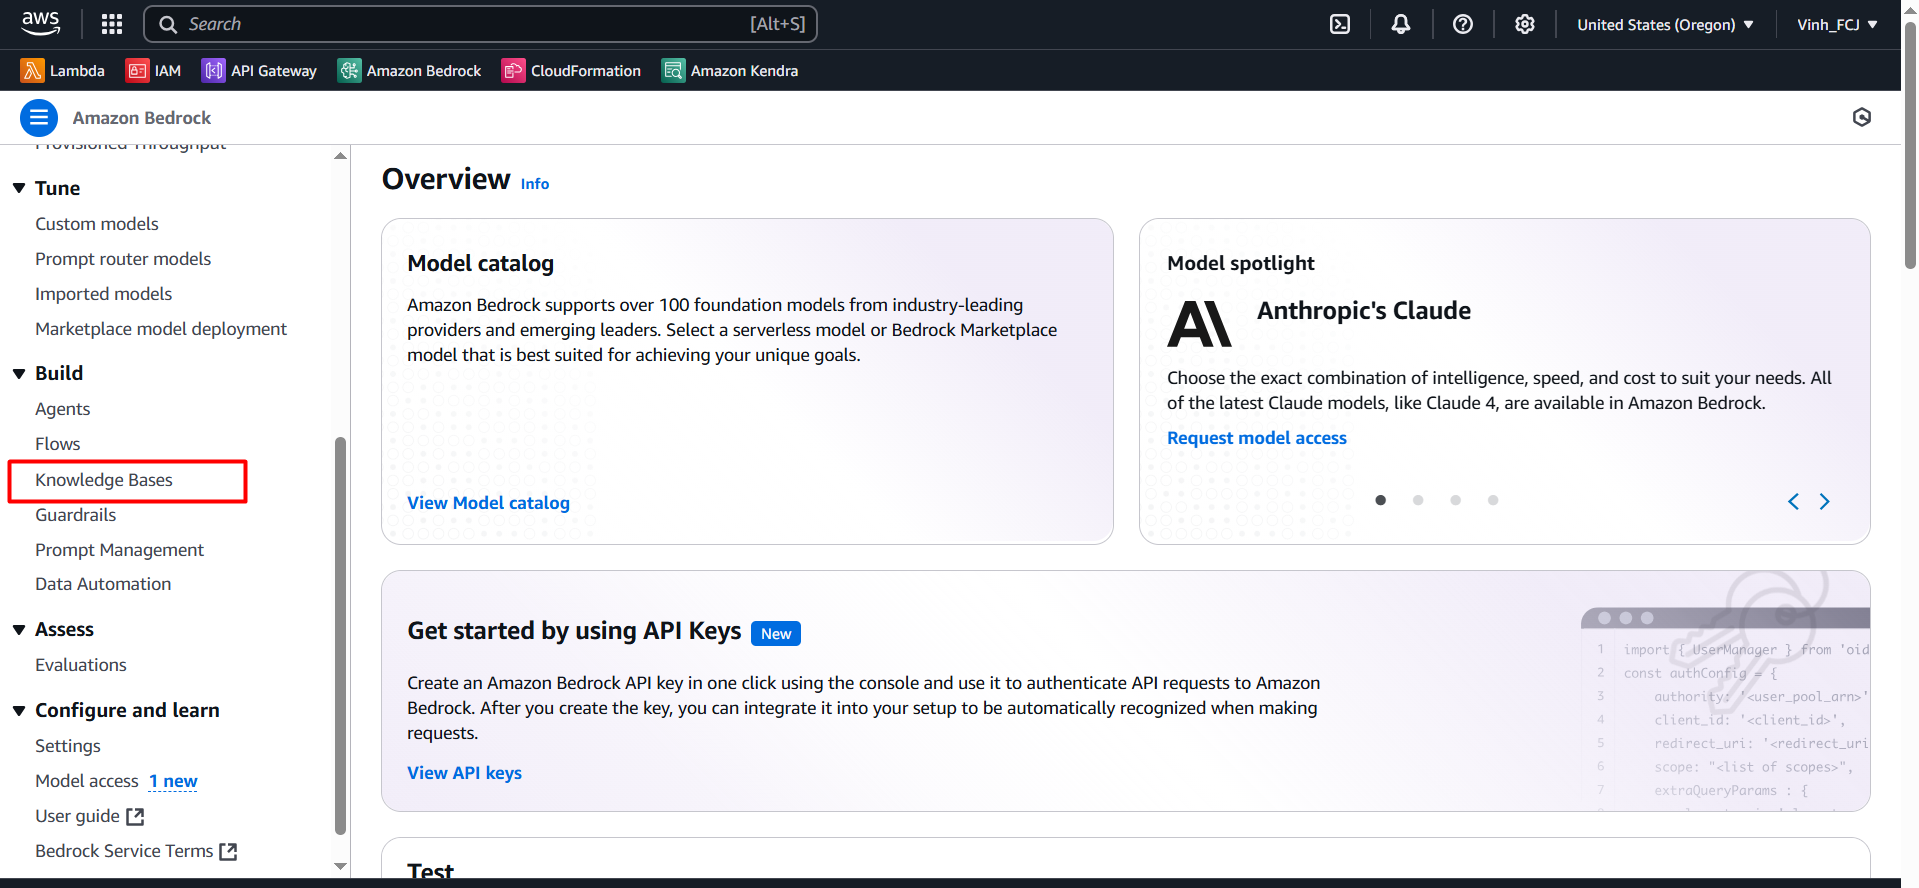 aws
Search
[Alt+S]
United States (Oregon)
Vinh_FCJ
Lambda
IAM
API Gateway
Amazon Bedrock
CloudFormation
Amazon Kendra
Amazon Bedrock
Provisioned Throughput
Tune
Custom models
Prompt router models
Imported models
Marketplace model deployment
Build
Agents
Flows
Knowledge Bases
Guardrails
Prompt Management
Data Automation
Assess
Evaluations
Configure and learn
Settings
Model access 1 new
User guide
Bedrock Service Terms
Overview Info
Model catalog
Amazon Bedrock supports over 100 foundation models from industry-leading
providers and emerging leaders. Select a serverless model or Bedrock Marketplace
model that is best suited for achieving your unique goals.
View Model catalog
Model spotlight
Anthropic's Claude
Choose the exact combination of intelligence, speed, and cost to suit your needs. All
of the latest Claude models, like Claude 4, are available in Amazon Bedrock.
Request model access
Get started by using API Keys New
Create an Amazon Bedrock API key in one click using the console and use it to authenticate API requests to Amazon
Bedrock. After you create the key, you can integrate it into your setup to be automatically recognized when making
requests.
View API keys
1 import { UserManager } from 'oid
2 const authConfig = {
3 authority: '<user_pool_arn>'
4 client_id: '<client_id>',
5 redirect_uri: '<redirect_uri
6 scope: "<list of scopes>",
7 extraQueryParams : {
Test